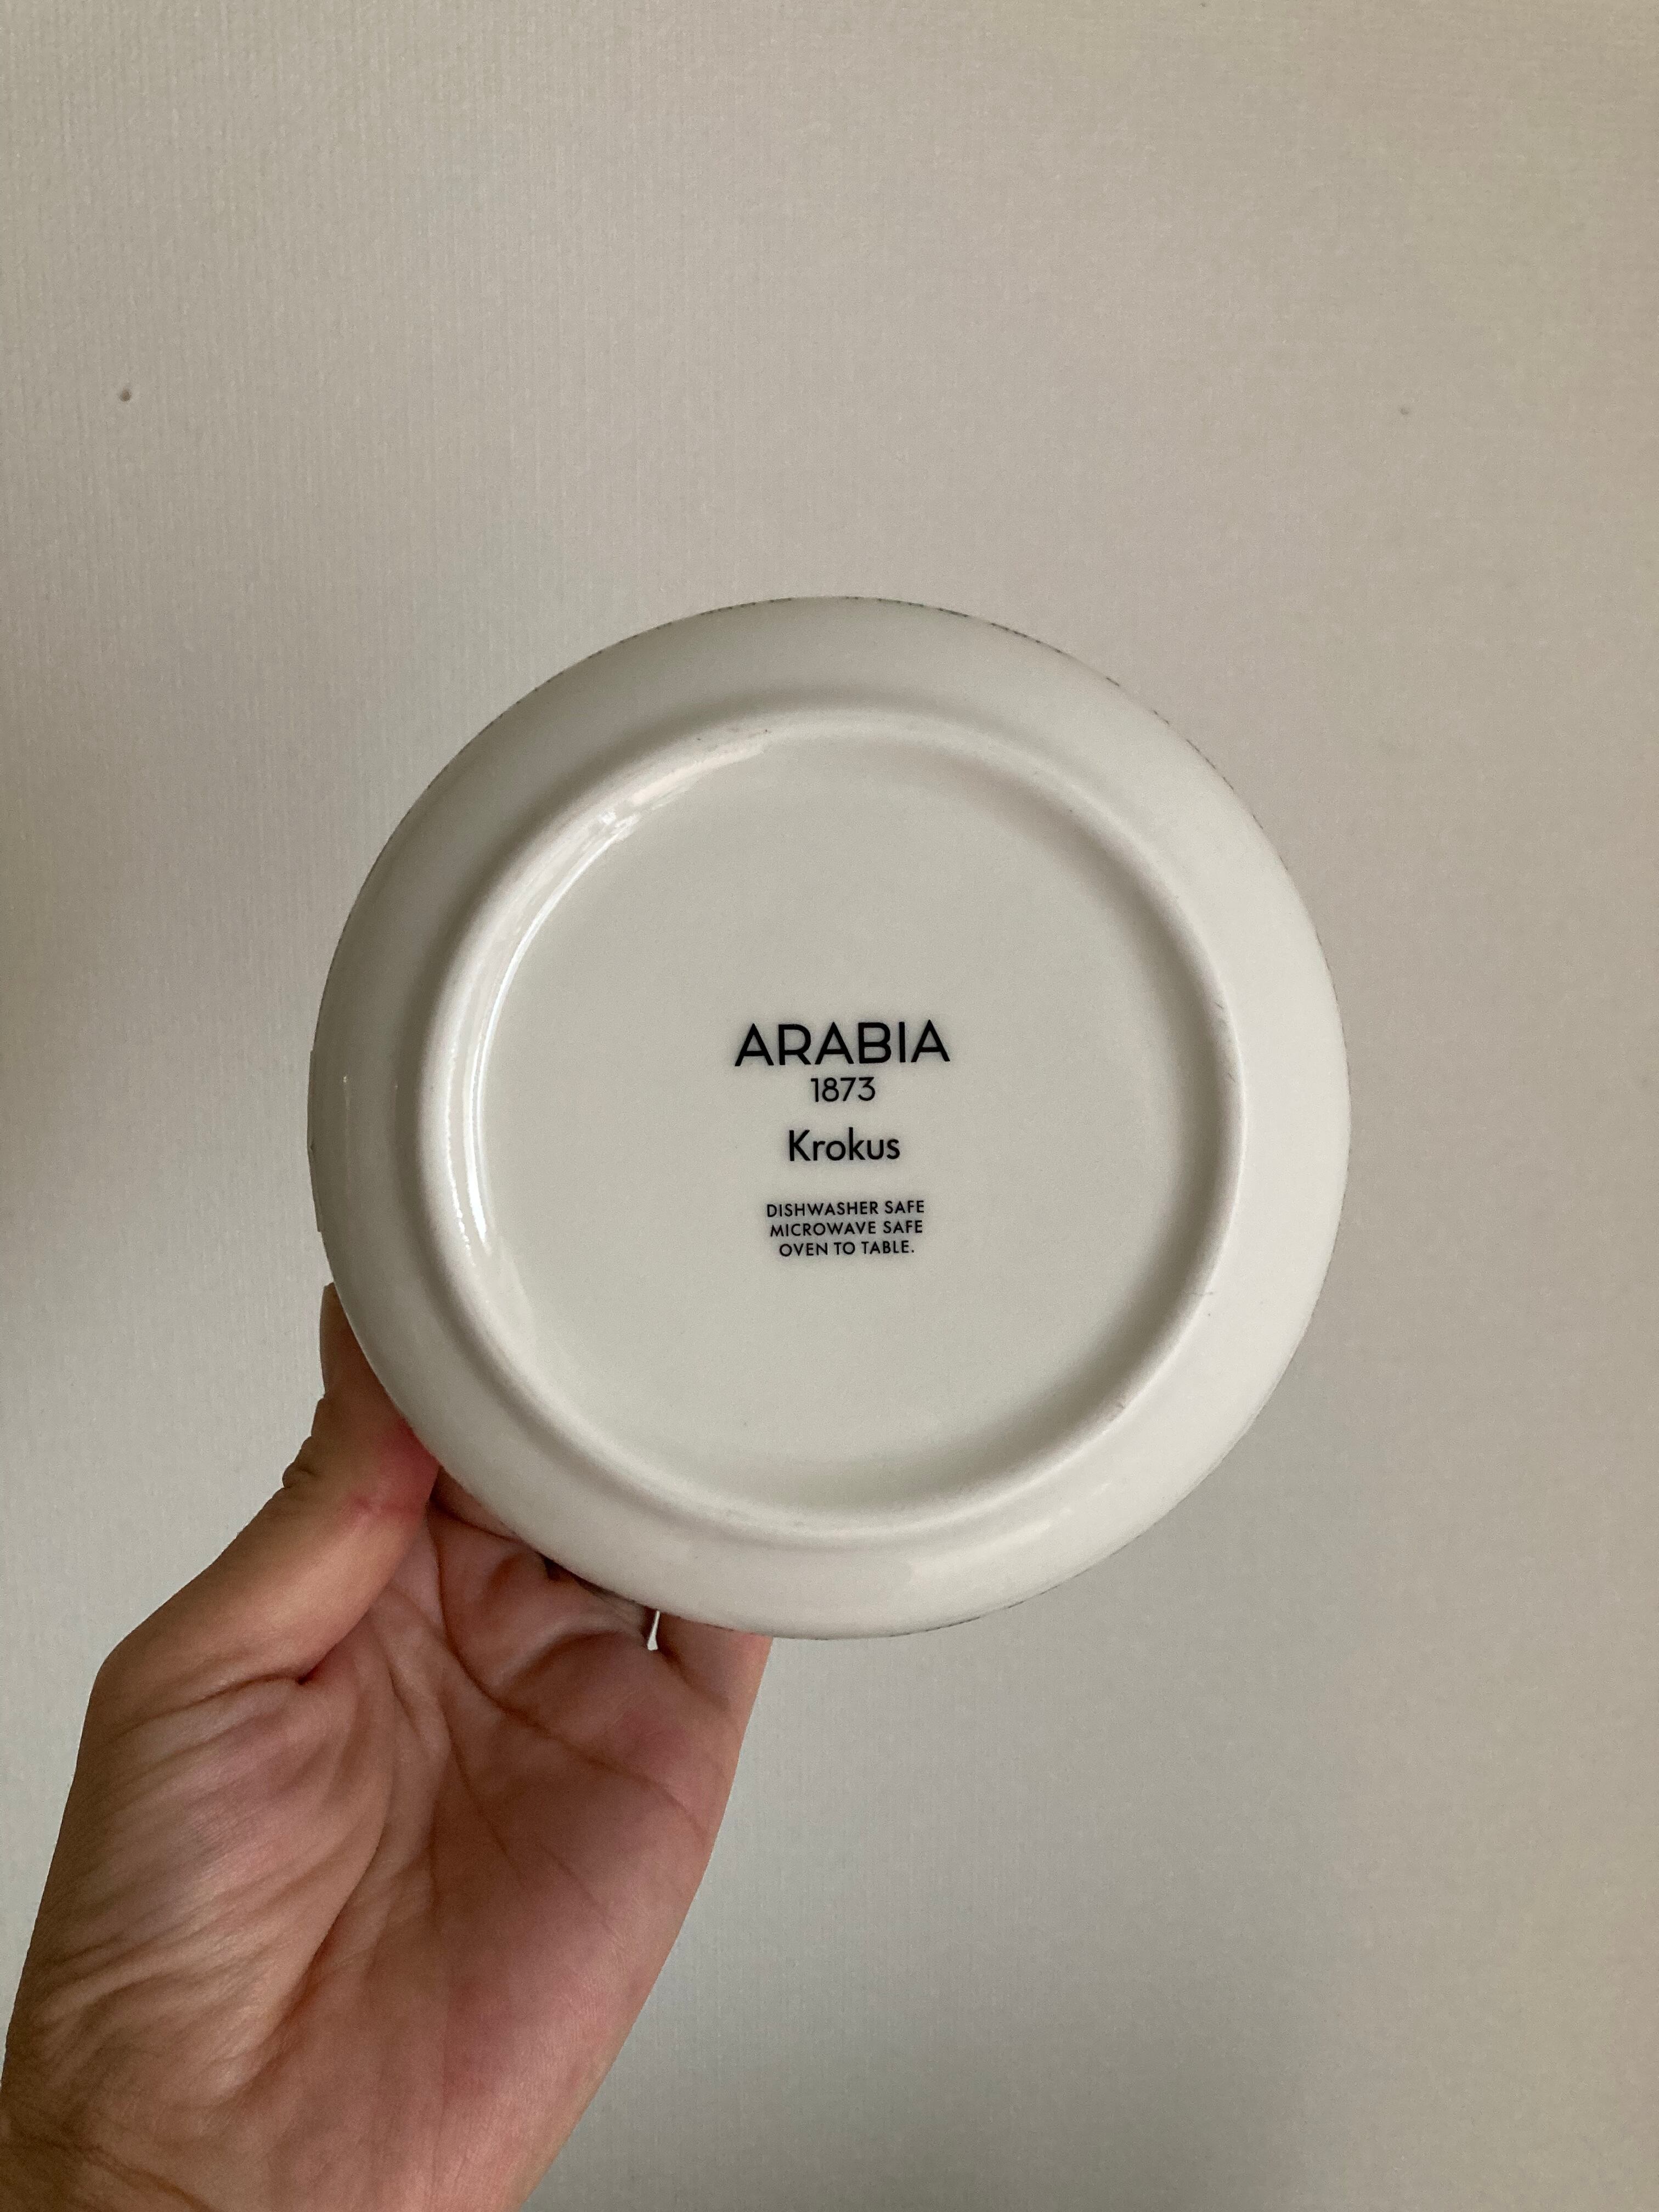 ARABIA
1873
Krokus
DISHWASHER SAFE
MICROWAVE SAFE
OVEN TO TABLE.